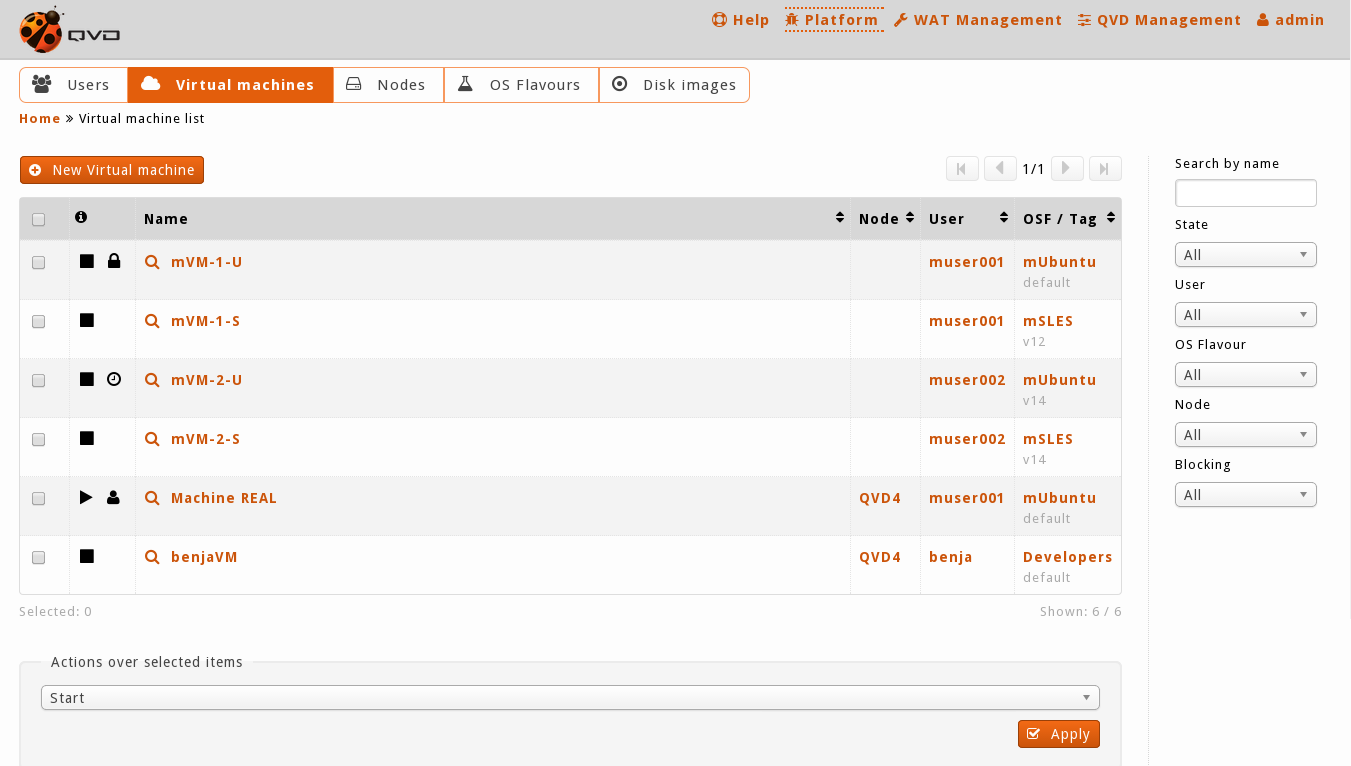 QVD
Help Platform WAT Management QVD Management admin
Users Virtual machines Nodes OS Flavours Disk images
Home » Virtual machine list
New Virtual machine
1/1
Name Node User OSF / Tag
mVM-1-U muser001 mUbuntu
default
mVM-1-S muser001 mSLES
v12
mVM-2-U muser002 mUbuntu
v14
mVM-2-S muser002 mSLES
v14
Machine REAL QVD4 muser001 mUbuntu
default
benjaVM QVD4 benja Developers
default
Selected: 0
Shown: 6 / 6
Actions over selected items
Start
Apply
Search by name
State
All
User
All
OS Flavour
All
Node
All
Blocking
All